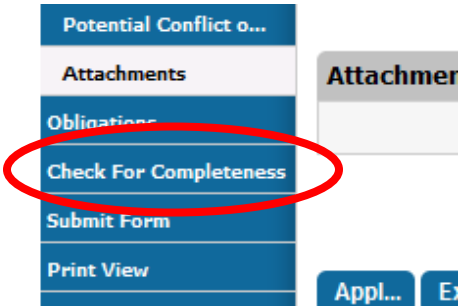 Potential Conflict o...
Attachments
Obligations
Check For Completeness
Submit Form
Print View
Attachmen
Appl...
Ex